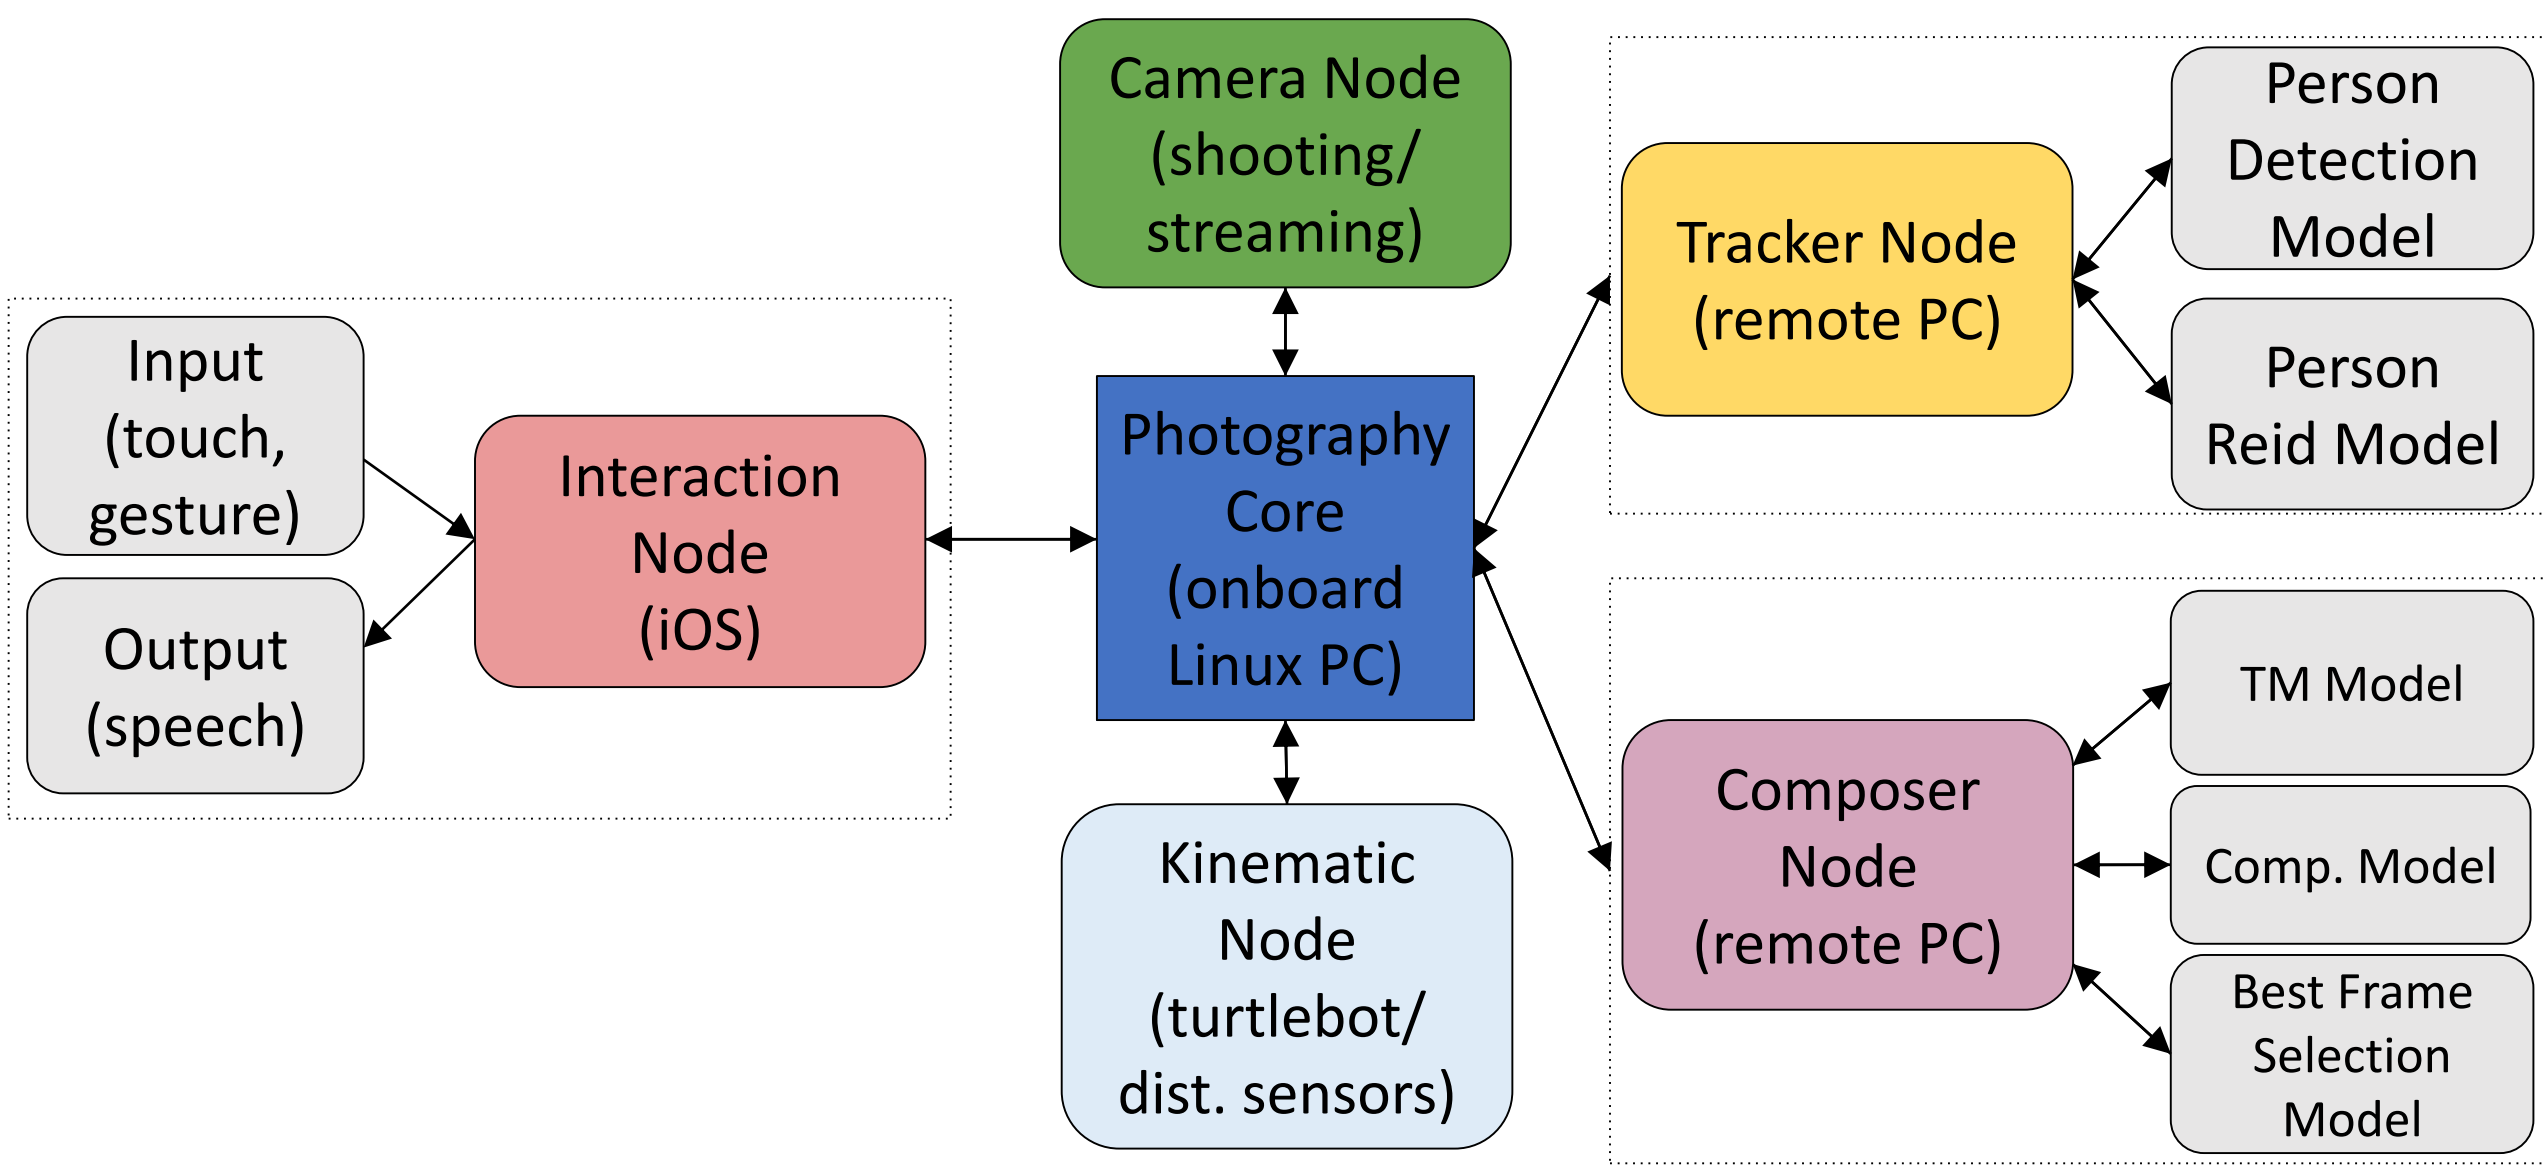 Camera Node
(shooting/
streaming)
Input
(touch,
gesture)
Output
(speech)
Interaction
Node
(iOS)
Photography
Core
(onboard
Linux PC)
Kinematic
Node
(turtlebot/
dist. sensors)
Tracker Node
(remote PC)
Person
Detection
Model
Person
Reid Model
Composer
Node
(remote PC)
TM Model
Comp. Model
Best Frame
Selection
Model